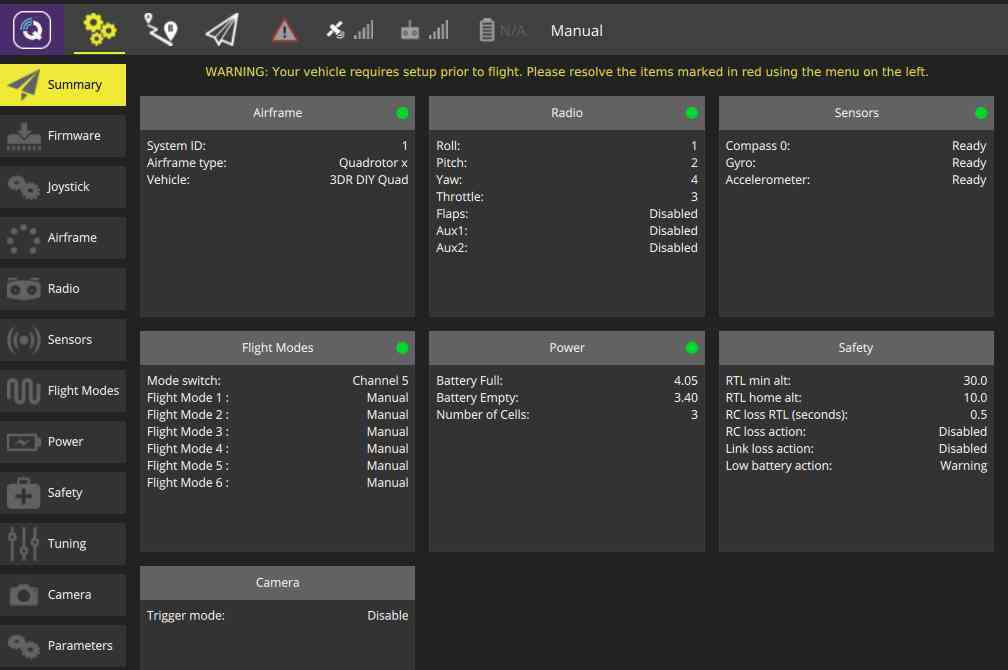 N/A
Manual
WARNING: Your vehicle requires setup prior to flight. Please resolve the items marked in red using the menu on the left.
Summary
Firmware
Joystick
Airframe
Radio
Sensors
Flight Modes
Power
Safety
Tuning
Camera
Parameters
Airframe
System ID: 1
Airframe type: Quadrotor x
Vehicle: 3DR DIY Quad
Radio
Roll: 1
Pitch: 2
Yaw: 4
Throttle: 3
Flaps: Disabled
Aux1: Disabled
Aux2: Disabled
Sensors
Compass 0: Ready
Gyro: Ready
Accelerometer: Ready
Flight Modes
Mode switch: Channel 5
Flight Mode 1 : Manual
Flight Mode 2 : Manual
Flight Mode 3 : Manual
Flight Mode 4 : Manual
Flight Mode 5 : Manual
Flight Mode 6 : Manual
Power
Battery Full: 4.05
Battery Empty: 3.40
Number of Cells: 3
Safety
RTL min alt: 30.0
RTL home alt: 10.0
RC loss RTL (seconds): 0.5
RC loss action: Disabled
Link loss action: Disabled
Low battery action: Warning
Camera
Trigger mode: Disable